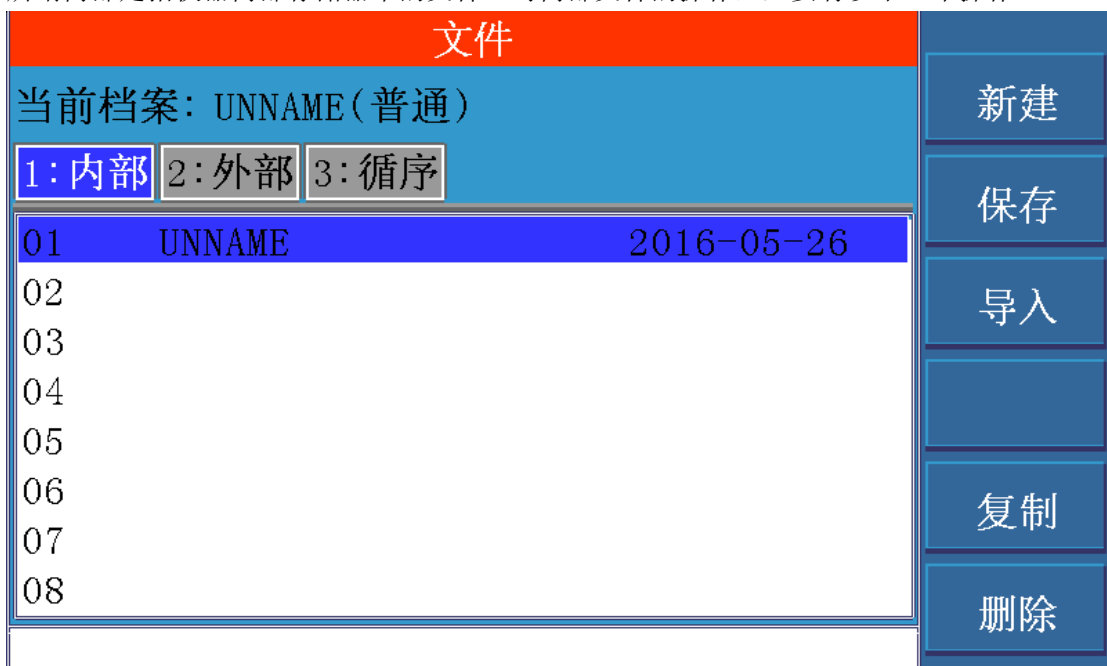 文件
当前档案: UNNAME(普通)
1:内部 2:外部 3:循序
01 UNNAME 2016-05-26
02
03
04
05
06
07
08
新建
保存
导入
复制
删除